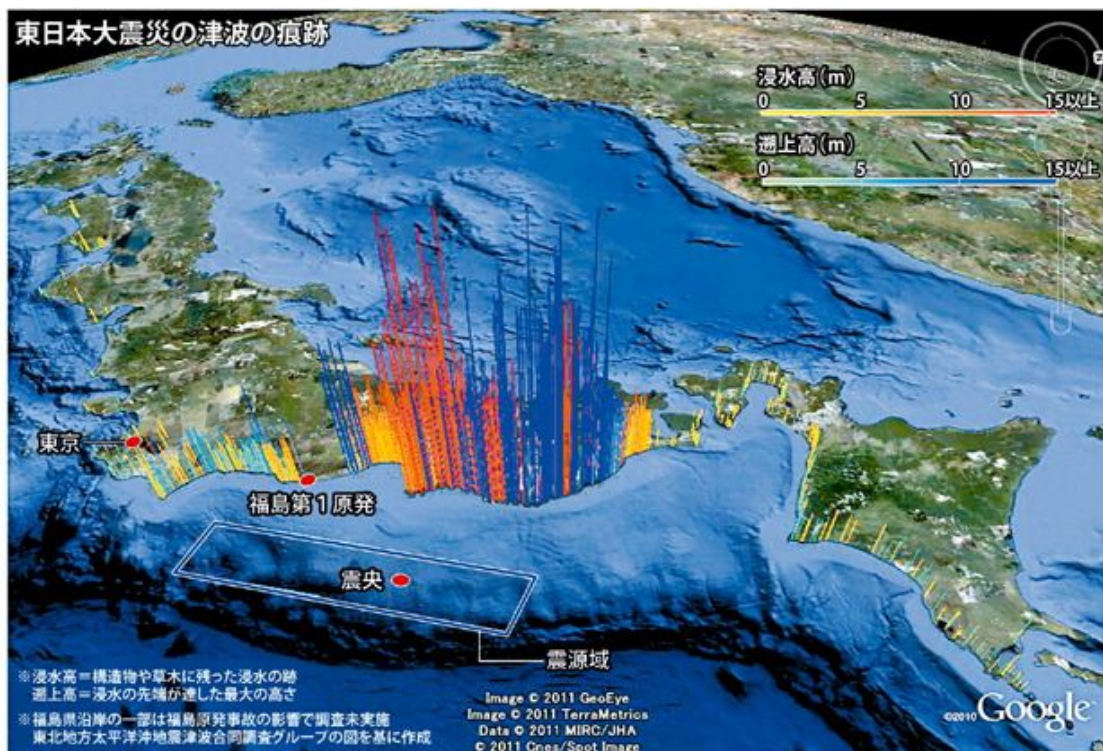 東日本大震災の津波の痕跡
浸水高(m)
0 5 10 15以上
遡上高(m)
0 5 10 15以上
東京
福島第1原発
震央
震源域
※浸水高=構造物や草木に残った浸水の跡
遡上高=浸水の先端が達した最大の高さ
※福島県沿岸の一部は福島原発事故の影響で調査未実施
東北地方太平洋沖地震津波合同調査グループの図を基に作成
Image © 2011 GeoEye
Image © 2011 TerraMetrics
Data © 2011 MIRC/JHA
© 2011 Cnes/Spot Image
©2010 Google